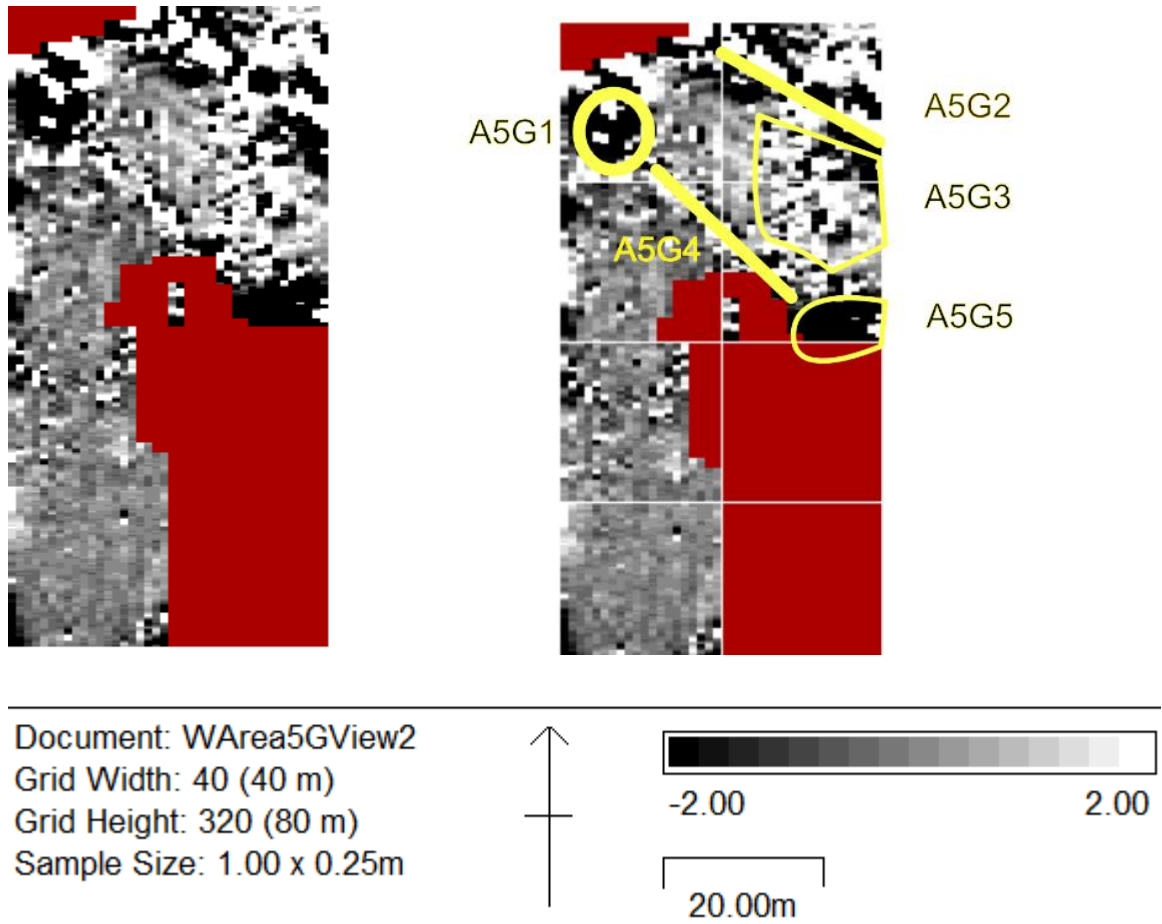 A5G1
A5G2
A5G3
A5G4
A5G5
Document: WArea5GView2
Grid Width: 40 (40 m)
Grid Height: 320 (80 m)
Sample Size: 1.00 x 0.25m
-2.00 2.00
20.00m